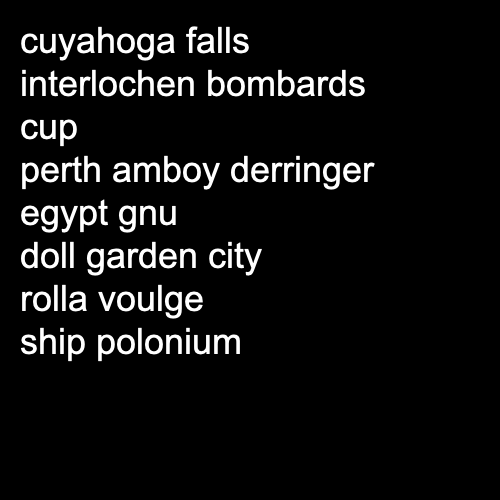 cuyahoga falls
interlochen bombards
cup
perth amboy derringer
egypt gnu
doll garden city
rolla voulge
ship polonium